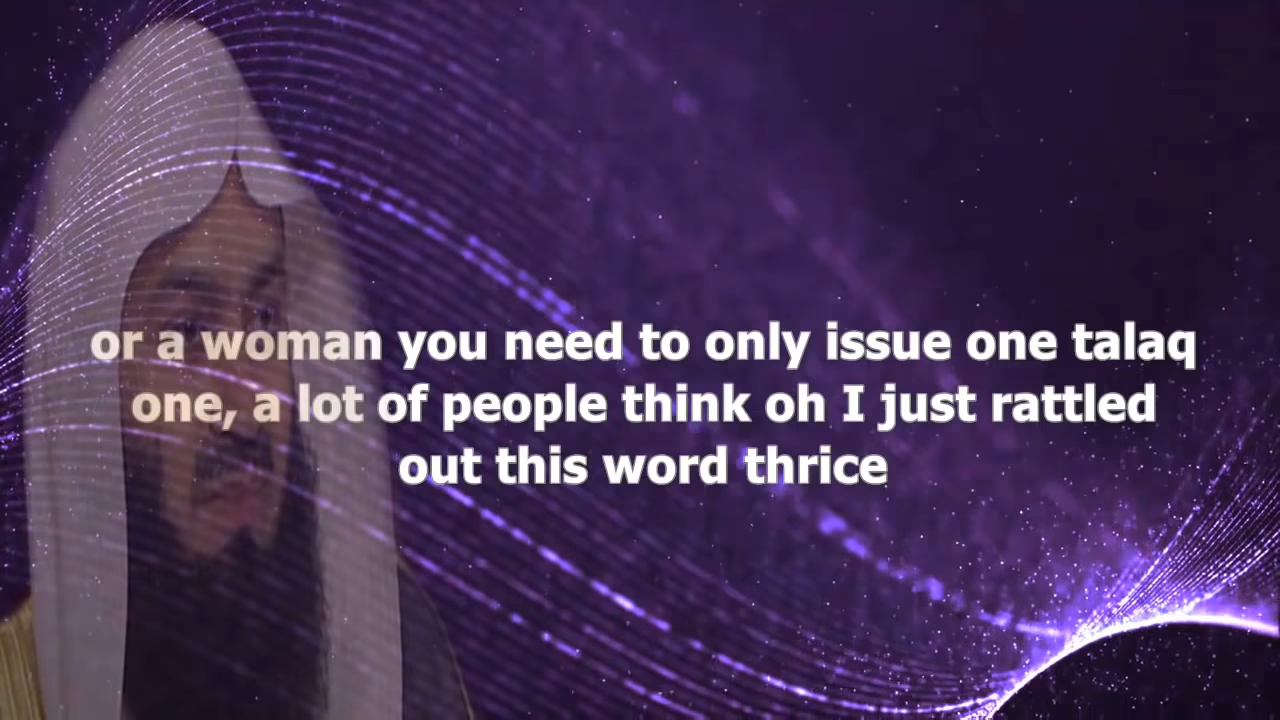 or a woman you need to only issue one talaq
one, a lot of people think oh I just rattled
out this word thrice